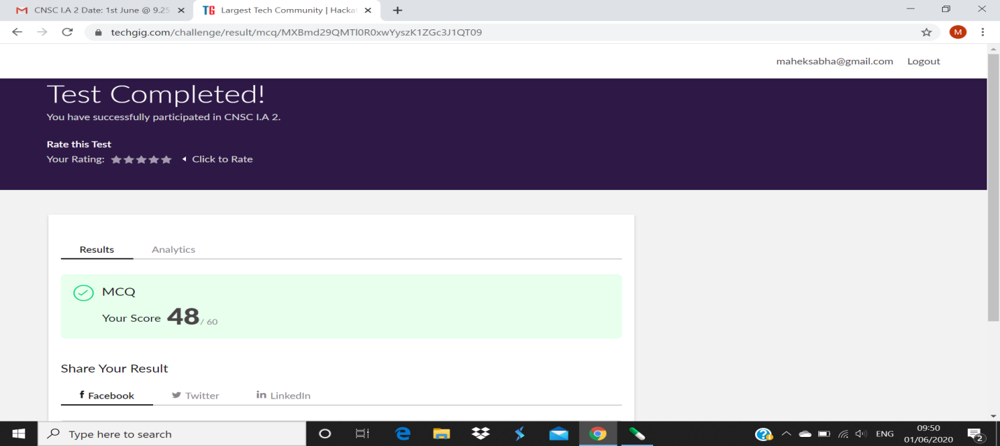 CNSC I.A 2 Date: 1st June @ 9.25
TG Largest Tech Community | Hacka
techgig.com/challenge/result/mcq/MXBmd29QMTl0R0xwYyszK1ZGc3J1QT09
M
maheksabha@gmail.com Logout
Test Completed!
You have successfully participated in CNSC I.A 2.
Rate this Test
Your Rating: Click to Rate
Results Analytics
MCQ
Your Score 48 / 60
Share Your Result
f Facebook Twitter in LinkedIn
Type here to search
ENG
09:50
01/06/2020
2